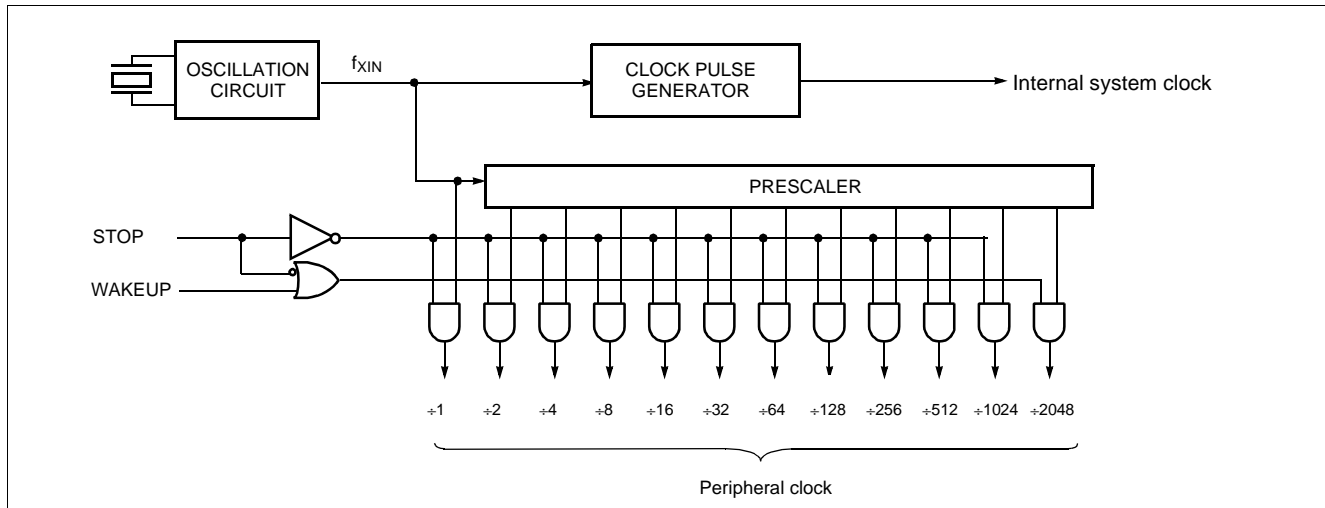 OSCILLATION
CIRCUIT
fXIN
CLOCK PULSE
GENERATOR
Internal system clock
PRESCALER
STOP
WAKEUP
÷1 ÷2 ÷4 ÷8 ÷16 ÷32 ÷64 ÷128 ÷256 ÷512 ÷1024 ÷2048
Peripheral clock